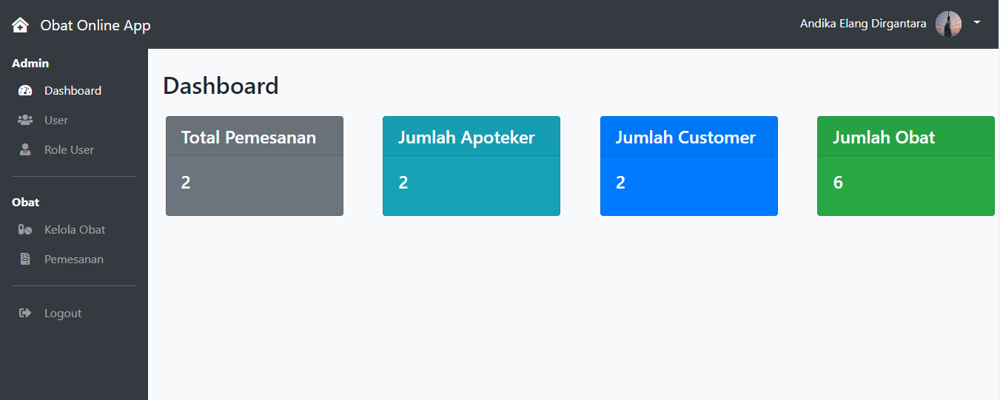 Obat Online App
Andika Elang Dirgantara
Admin
Dashboard
User
Role User
Obat
Kelola Obat
Pemesanan
Logout
Dashboard
Total Pemesanan
2
Jumlah Apoteker
2
Jumlah Customer
2
Jumlah Obat
6